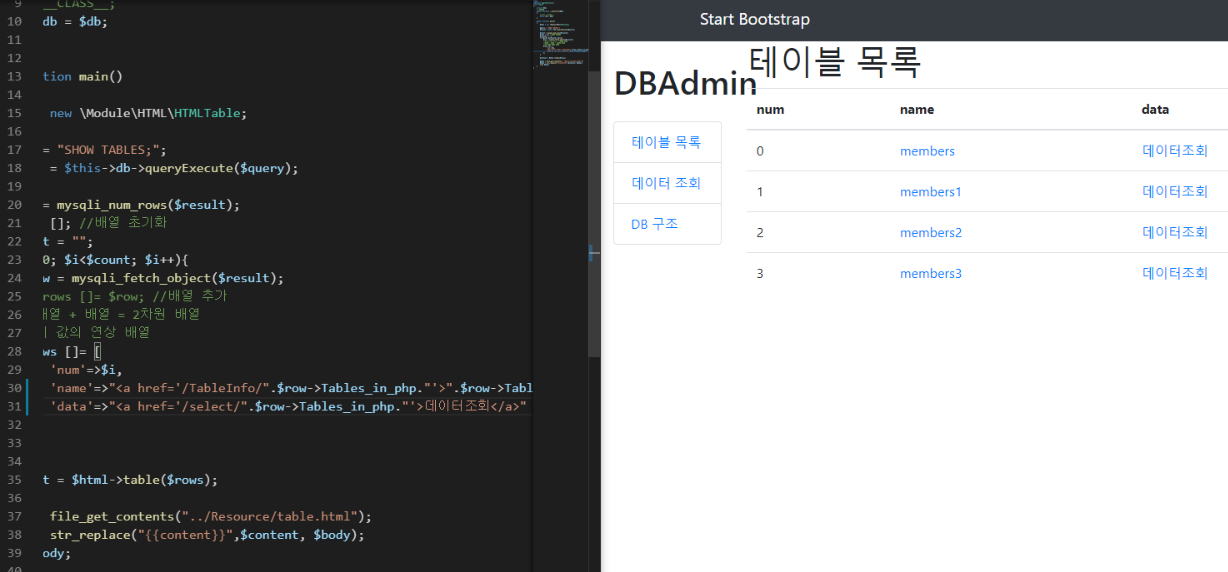 9 __CLASS__;
10 db = $db;
11
12
13 tion main()
14
15 new \Module\HTML\HTMLTable;
16
17 = "SHOW TABLES;";
18 = $this->db->queryExecute($query);
19
20 = mysqli_num_rows($result);
21 []; //배열 초기화
22 t = "";
23 0; $i<$count; $i++){
24 w = mysqli_fetch_object($result);
25 rows []= $row; //배열 추가
26 배열 + 배열 = 2차원 배열
27 값의 연상 배열
28 ws []= [
29 'num'=>$i,
30 'name'=>"<a href='/TableInfo/".$row->Tables_in_php."'>".$row->Tabl
31 'data'=>"<a href='/select/".$row->Tables_in_php."'>데이터조회</a>"
32
33
34
35 t = $html->table($rows);
36
37 file_get_contents("../Resource/table.html");
38 str_replace("{{content}}",$content, $body);
39 ody;
40
Start Bootstrap
DBAdmin
테이블 목록
데이터 조회
DB 구조
테이블 목록
num name data
0 members 데이터조회
1 members1 데이터조회
2 members2 데이터조회
3 members3 데이터조회